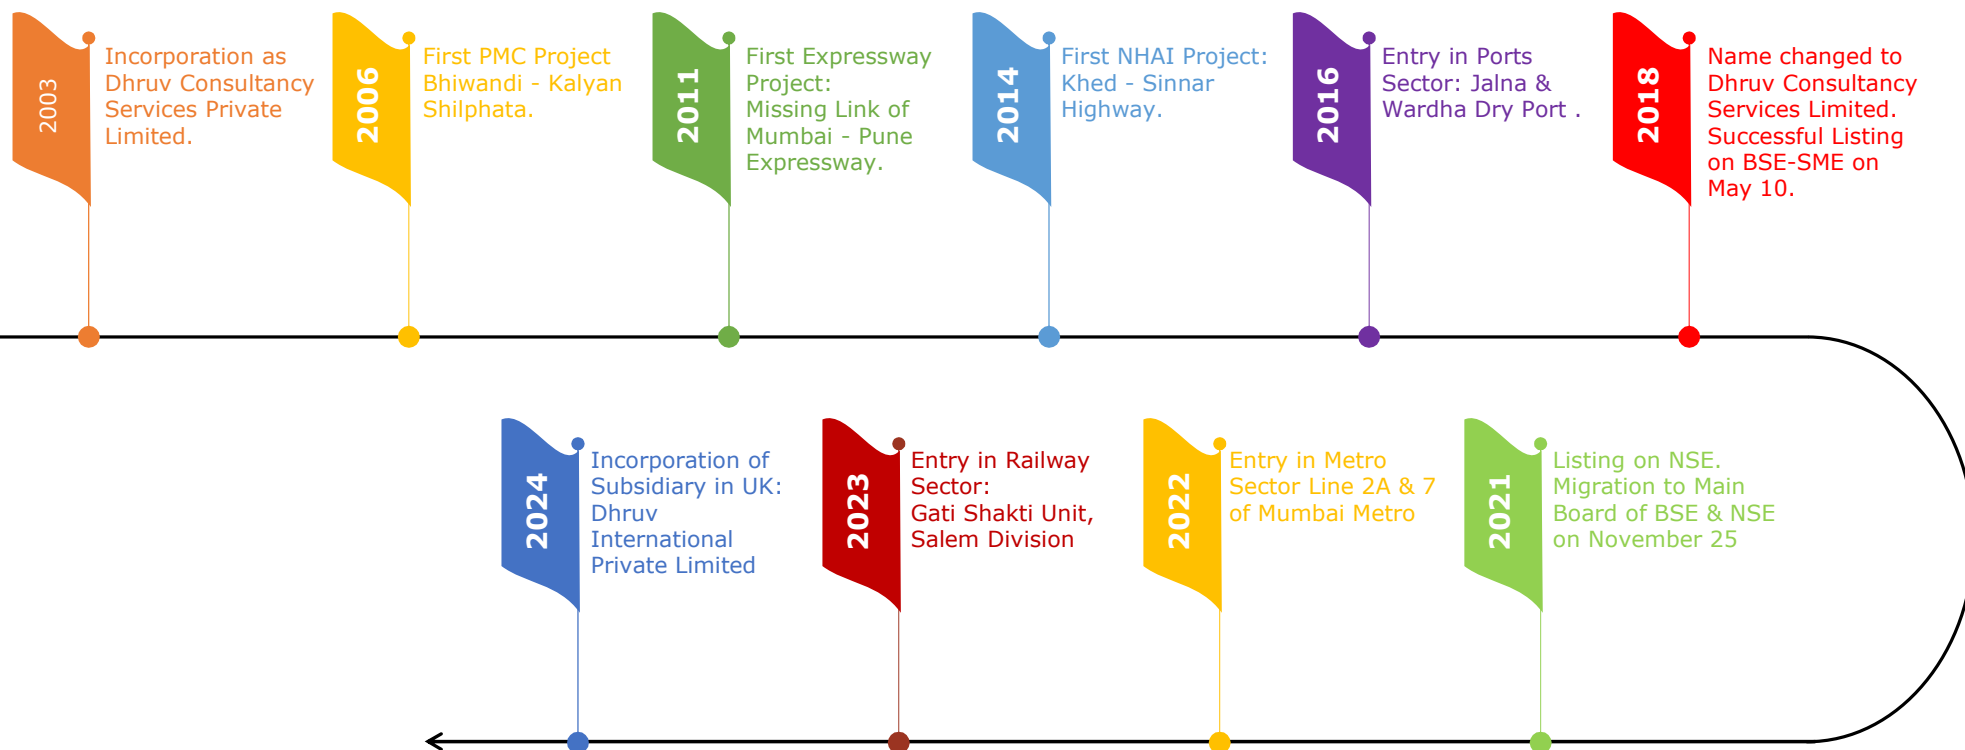 2003
Incorporation as
Dhruv Consultancy
Services Private
Limited.
2006
First PMC Project
Bhiwandi - Kalyan
Shilphata.
2011
First Expressway
Project:
Missing Link of
Mumbai - Pune
Expressway.
2014
First NHAI Project:
Khed - Sinnar
Highway.
2016
Entry in Ports
Sector: Jalna &
Wardha Dry Port .
2018
Name changed to
Dhruv Consultancy
Services Limited.
Successful Listing
on BSE-SME on
May 10.
2021
Listing on NSE.
Migration to Main
Board of BSE & NSE
on November 25
2022
Entry in Metro
Sector Line 2A & 7
of Mumbai Metro
2023
Entry in Railway
Sector:
Gati Shakti Unit,
Salem Division
2024
Incorporation of
Subsidiary in UK:
Dhruv
International
Private Limited